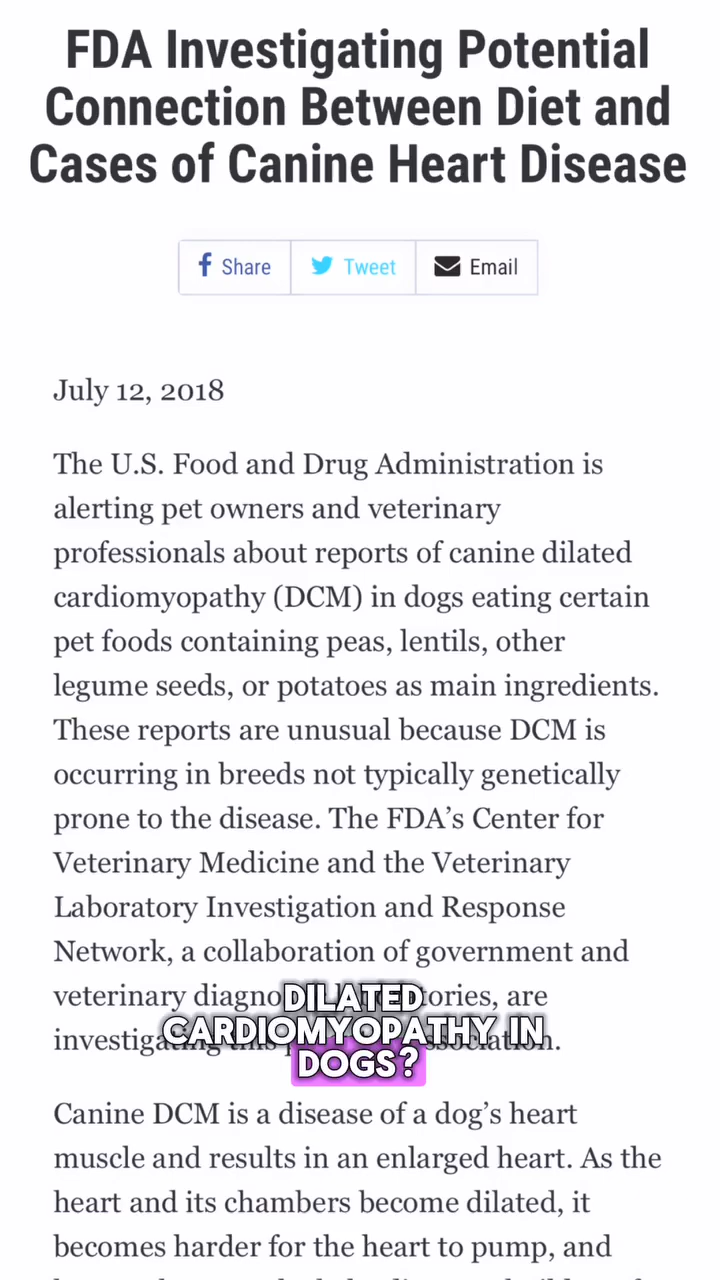 FDA Investigating Potential
Connection Between Diet and
Cases of Canine Heart Disease
Share Tweet Email
July 12, 2018
The U.S. Food and Drug Administration is
alerting pet owners and veterinary
professionals about reports of canine dilated
cardiomyopathy (DCM) in dogs eating certain
pet foods containing peas, lentils, other
legume seeds, or potatoes as main ingredients.
These reports are unusual because DCM is
occurring in breeds not typically genetically
prone to the disease. The FDA’s Center for
Veterinary Medicine and the Veterinary
Laboratory Investigation and Response
Network, a collaboration of government and
veterinary are
DILATED
CARDIOMYOPATHY IN
DOGS?
Canine DCM is a disease of a dog’s heart
muscle and results in an enlarged heart. As the
heart and its chambers become dilated, it
becomes harder for the heart to pump, and